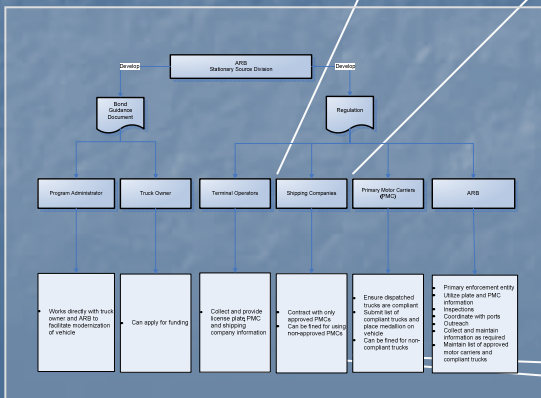 ARB
Stationary Source Division
Develop
Develop
Bond
Guidance
Document
Regulation
Program Administrator
Truck Owner
Terminal Operators
Shipping Companies
Primary Motor Carriers
(PMC)
ARB
• Works directly with truck
owner and ARB to
facilitate modernization
of vehicle
• Can apply for funding
• Collect and provide
license plate, PMC
and shipping
company information
• Contract with only
approved PMCs
• Can be fined for using
non-approved PMCs
• Ensure dispatched
trucks are compliant
• Submit list of
compliant trucks and
place medallion on
vehicle
• Can be fined for non-
compliant trucks
• Primary enforcement entity
• Utilize plate and PMC
information
• Inspections
• Coordinate with ports
• Outreach
• Collect and maintain
information as required
• Maintain list of approved
motor carriers and
compliant trucks